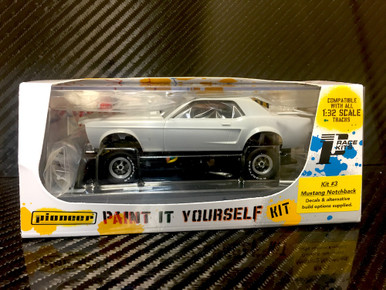 COMPATIBLE
WITH ALL
1:32 SCALE
TRACKS
RACE
KIT
Kit #3
Mustang Notchback
Decals & alternative
build options supplied.
pioneer PAINT IT YOURSELF KIT